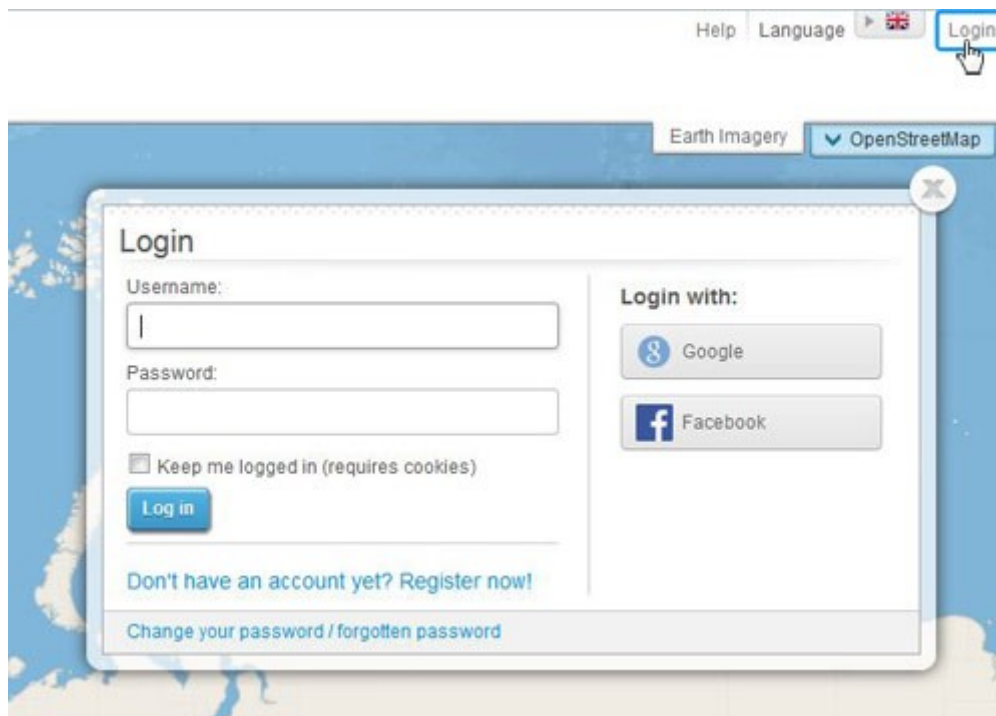 Help Language Login
Earth Imagery OpenStreetMap
Login
Username:
Password:
Keep me logged in (requires cookies)
Log in
Don't have an account yet? Register now!
Change your password / forgotten password
Login with:
Google
Facebook